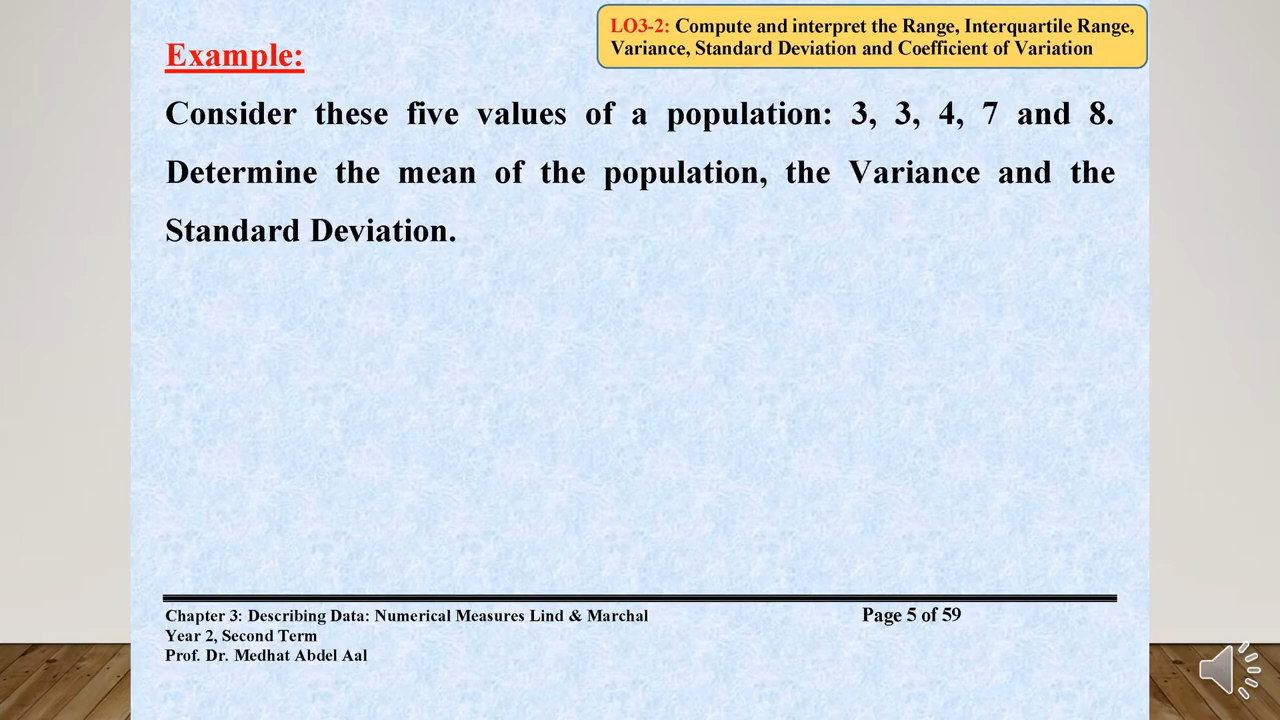 LO3-2: Compute and interpret the Range, Interquartile Range,
Variance, Standard Deviation and Coefficient of Variation
Example:
Consider these five values of a population: 3, 3, 4, 7 and 8.
Determine the mean of the population, the Variance and the
Standard Deviation.
Chapter 3: Describing Data: Numerical Measures Lind & Marchal Page 5 of 59
Year 2, Second Term
Prof. Dr. Medhat Abdel Aal